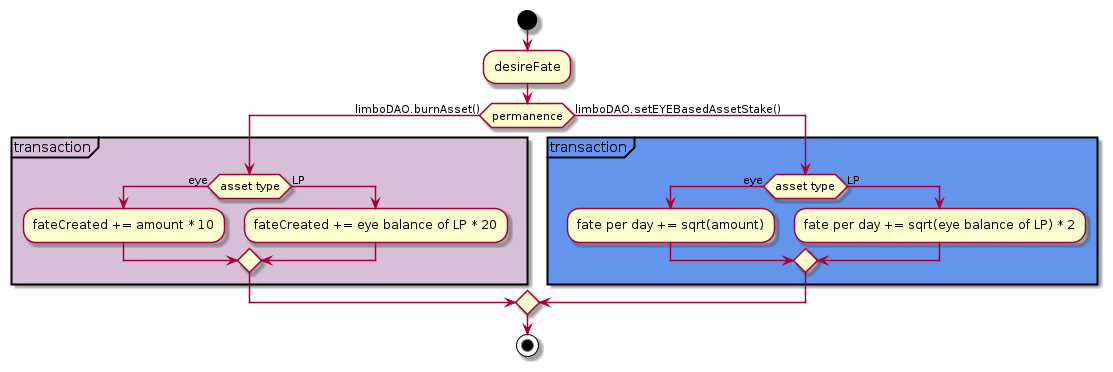 desireFate
limboDAO.burnAsset()
permanence
limboDAO.setEYEBasedAssetStake()
transaction
asset type
eye
LP
fateCreated += amount * 10
fateCreated += eye balance of LP * 20
transaction
asset type
eye
LP
fate per day += sqrt(amount)
fate per day += sqrt(eye balance of LP) * 2